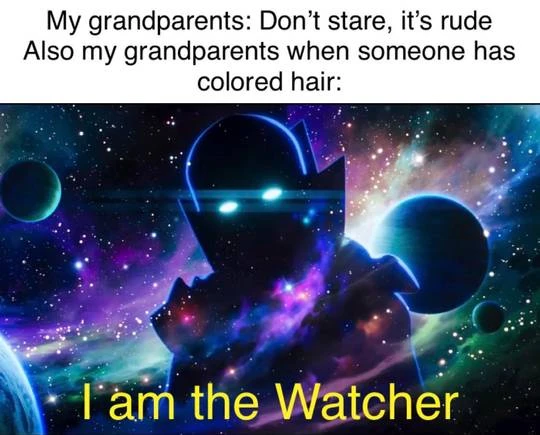 My grandparents: Don’t stare, it’s rude
Also my grandparents when someone has
colored hair:
I am the Watcher